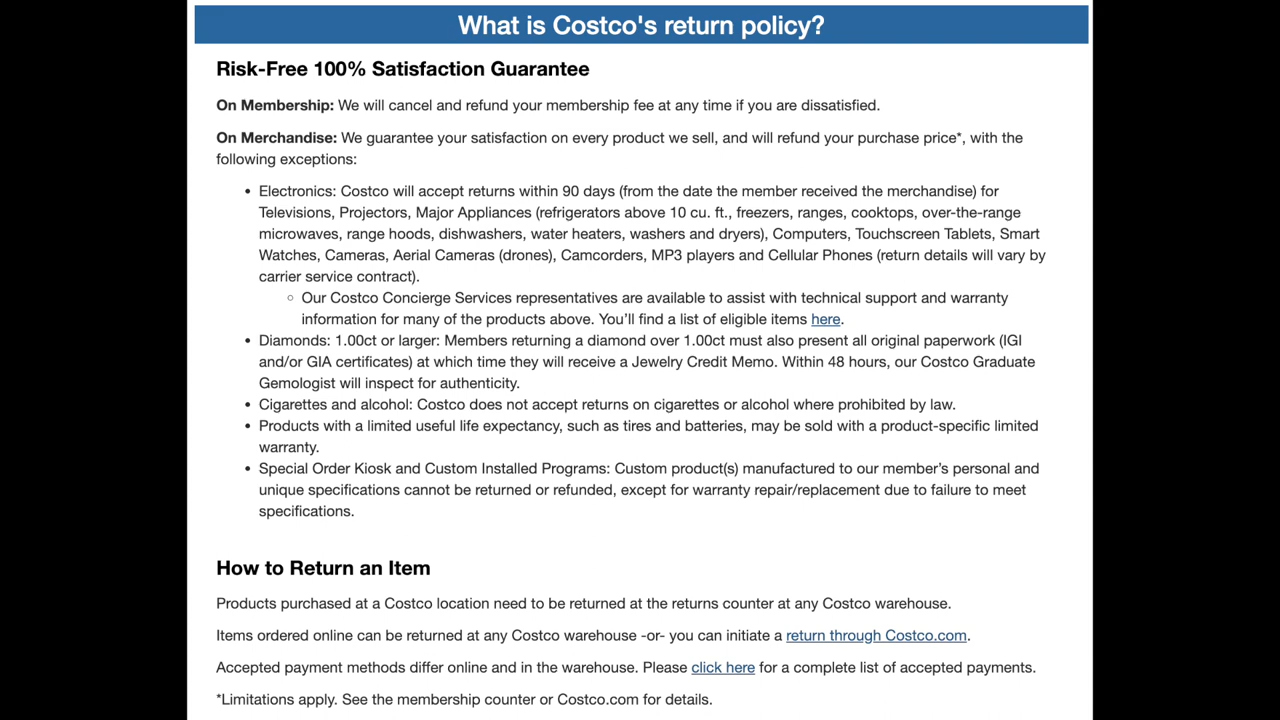 What is Costco's return policy?
Risk-Free 100% Satisfaction Guarantee
On Membership: We will cancel and refund your membership fee at any time if you are dissatisfied.
On Merchandise: We guarantee your satisfaction on every product we sell, and will refund your purchase price*, with the
following exceptions:
• Electronics: Costco will accept returns within 90 days (from the date the member received the merchandise) for
Televisions, Projectors, Major Appliances (refrigerators above 10 cu. ft., freezers, ranges, cooktops, over-the-range
microwaves, range hoods, dishwashers, water heaters, washers and dryers), Computers, Touchscreen Tablets, Smart
Watches, Cameras, Aerial Cameras (drones), Camcorders, MP3 players and Cellular Phones (return details will vary by
carrier service contract).
◦ Our Costco Concierge Services representatives are available to assist with technical support and warranty
information for many of the products above. You’ll find a list of eligible items here.
• Diamonds: 1.00ct or larger: Members returning a diamond over 1.00ct must also present all original paperwork (IGI
and/or GIA certificates) at which time they will receive a Jewelry Credit Memo. Within 48 hours, our Costco Graduate
Gemologist will inspect for authenticity.
• Cigarettes and alcohol: Costco does not accept returns on cigarettes or alcohol where prohibited by law.
• Products with a limited useful life expectancy, such as tires and batteries, may be sold with a product-specific limited
warranty.
• Special Order Kiosk and Custom Installed Programs: Custom product(s) manufactured to our member’s personal and
unique specifications cannot be returned or refunded, except for warranty repair/replacement due to failure to meet
specifications.
How to Return an Item
Products purchased at a Costco location need to be returned at the returns counter at any Costco warehouse.
Items ordered online can be returned at any Costco warehouse -or- you can initiate a return through Costco.com.
Accepted payment methods differ online and in the warehouse. Please click here for a complete list of accepted payments.
*Limitations apply. See the membership counter or Costco.com for details.